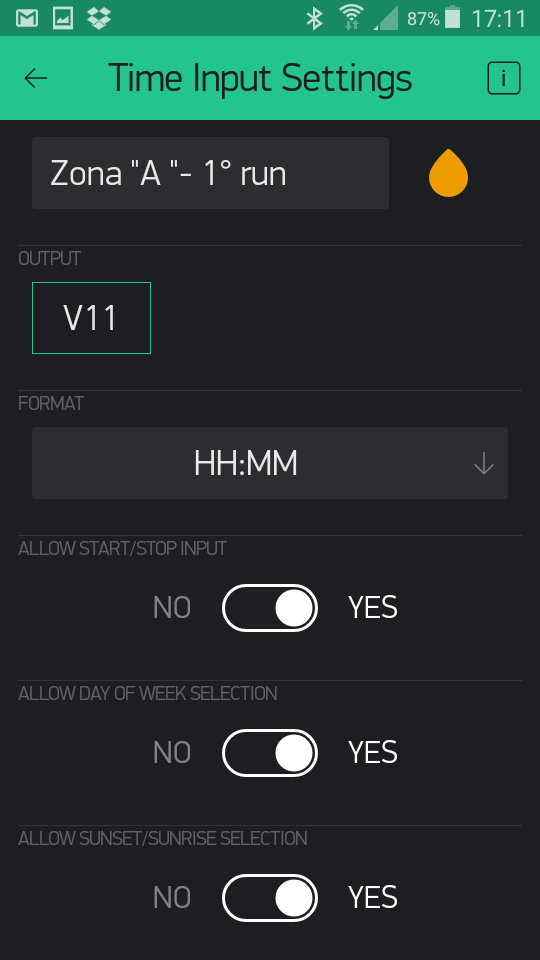 87% 17:11
Time Input Settings i
Zona "A "- 1° run
OUTPUT
V11
FORMAT
HH:MM
ALLOW START/STOP INPUT
NO YES
ALLOW DAY OF WEEK SELECTION
NO YES
ALLOW SUNSET/SUNRISE SELECTION
NO YES